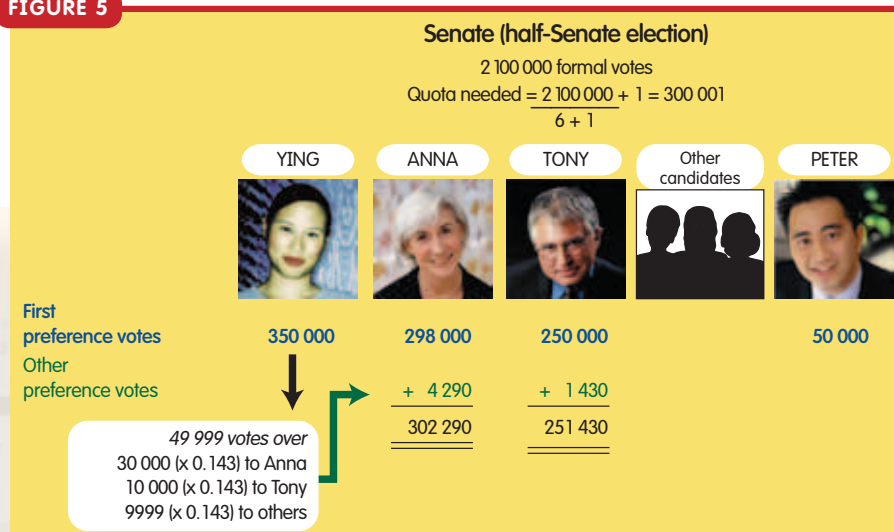 FIGURE 5
Senate (half-Senate election)
2 100 000 formal votes
Quota needed = 2 100 000 + 1 = 300 001
6 + 1
YING ANNA TONY Other candidates PETER
First
preference votes 350 000 298 000 250 000 50 000
Other
preference votes + 4 290 + 1 430
302 290 251 430
49 999 votes over
30 000 (x 0.143) to Anna
10 000 (x 0.143) to Tony
9999 (x 0.143) to others